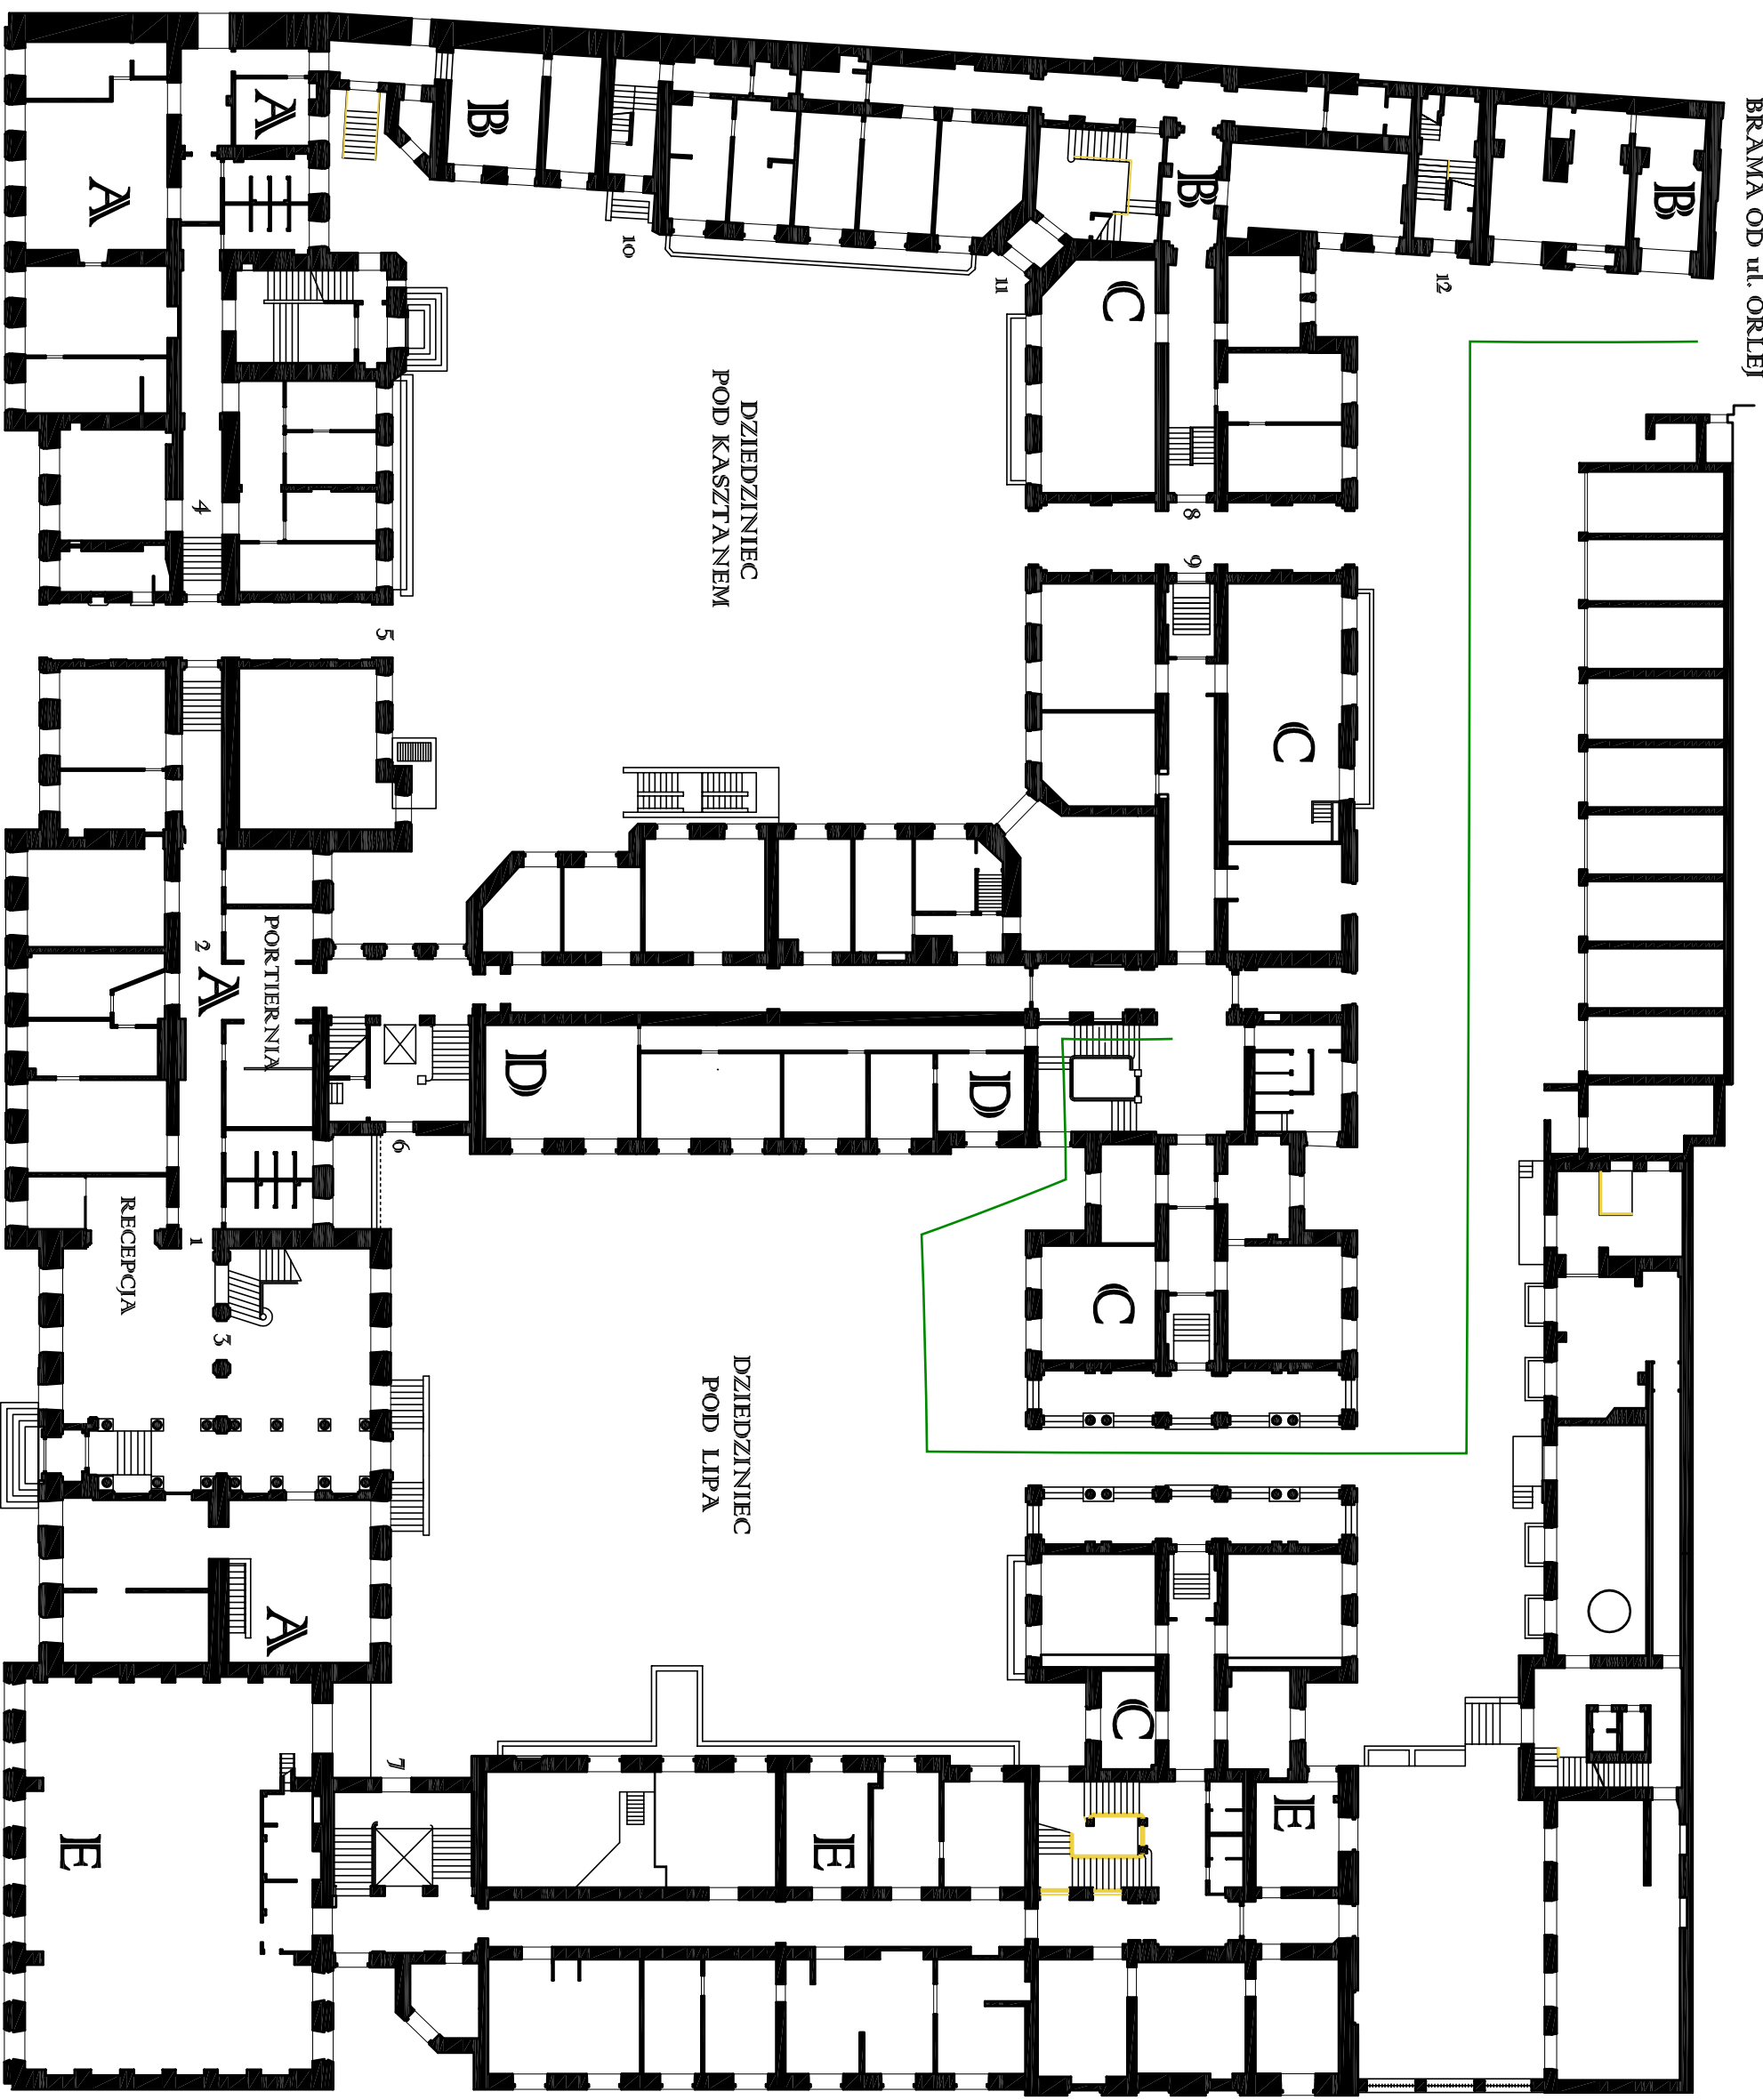 BRAMA OD ul. ORLEJ
B
12
B
C
11
10
B
A
A
8
9
DZIEDZINIEC
POD KASZTANEM
4
5
C
2
A
PORTIERNIA
D
D
6
1
RECEPCJA
3
C
DZIEDZINIEC
POD LIPA
A
C
7
E
E
E